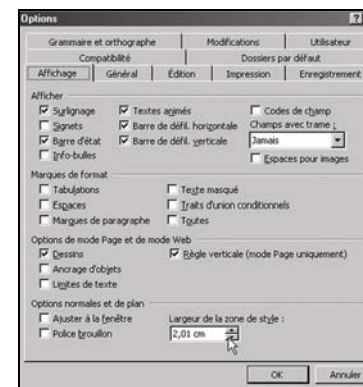 Options
Grammaire et orthographe Modifications Utilisateur
Compatibilité Dossiers par défaut
Affichage Général Édition Impression Enregistrement
Afficher
Surlignage Textes animés Codes de champ
Signets Barre de défil. horizontale Champs avec trame :
Barre d'état Barre de défil. verticale Jamais
Info-bulles Espaces pour images
Marques de format
Tabulations Texte masqué
Espaces Traits d'union conditionnels
Marques de paragraphe Toutes
Options de mode Page et de mode Web
Dessins Règle verticale (mode Page uniquement)
Ancrage d'objets
Limites de texte
Options normales et de plan
Ajuster à la fenêtre Largeur de la zone de style :
Police brouillon 2,01 cm
OK Annuler